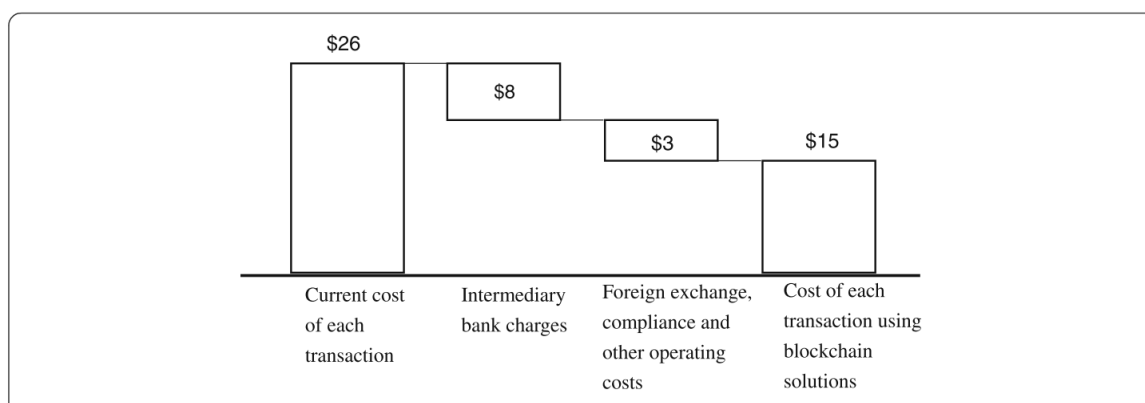 $26
$8
$3
$15
Current cost
of each
transaction
Intermediary
bank charges
Foreign exchange,
compliance and
other operating
costs
Cost of each
transaction using
blockchain
solutions